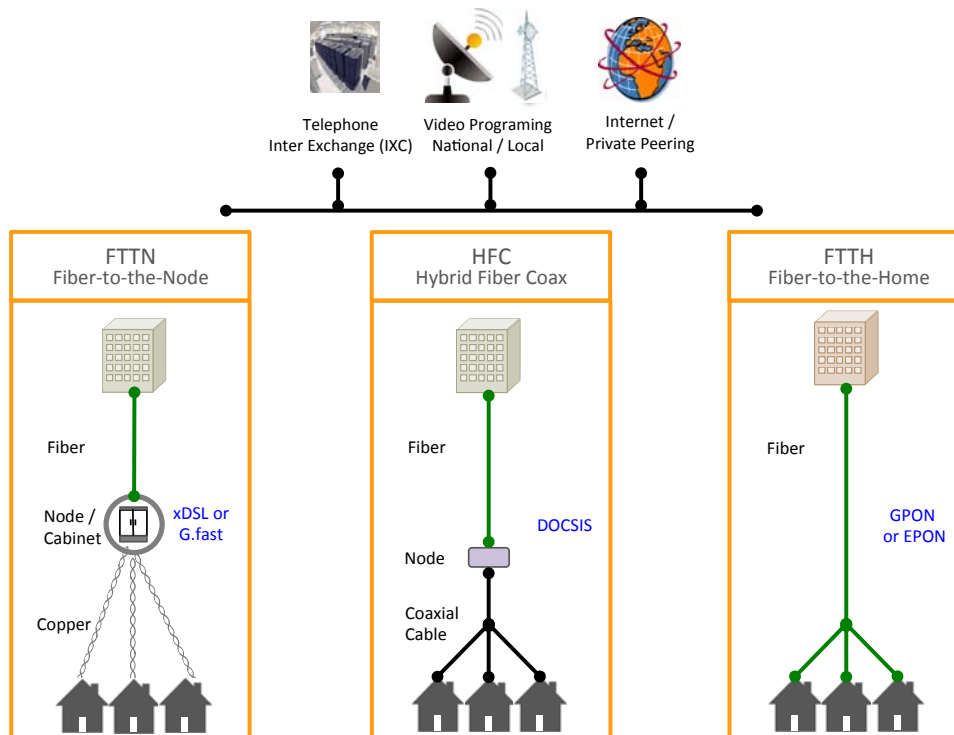 Telephone
Inter Exchange (IXC)
Video Programing
National / Local
Internet /
Private Peering
FTTN
Fiber-to-the-Node
Fiber
Node /
Cabinet
xDSL or
G.fast
Copper
HFC
Hybrid Fiber Coax
Fiber
DOCSIS
Node
Coaxial
Cable
FTTH
Fiber-to-the-Home
Fiber
GPON
or EPON